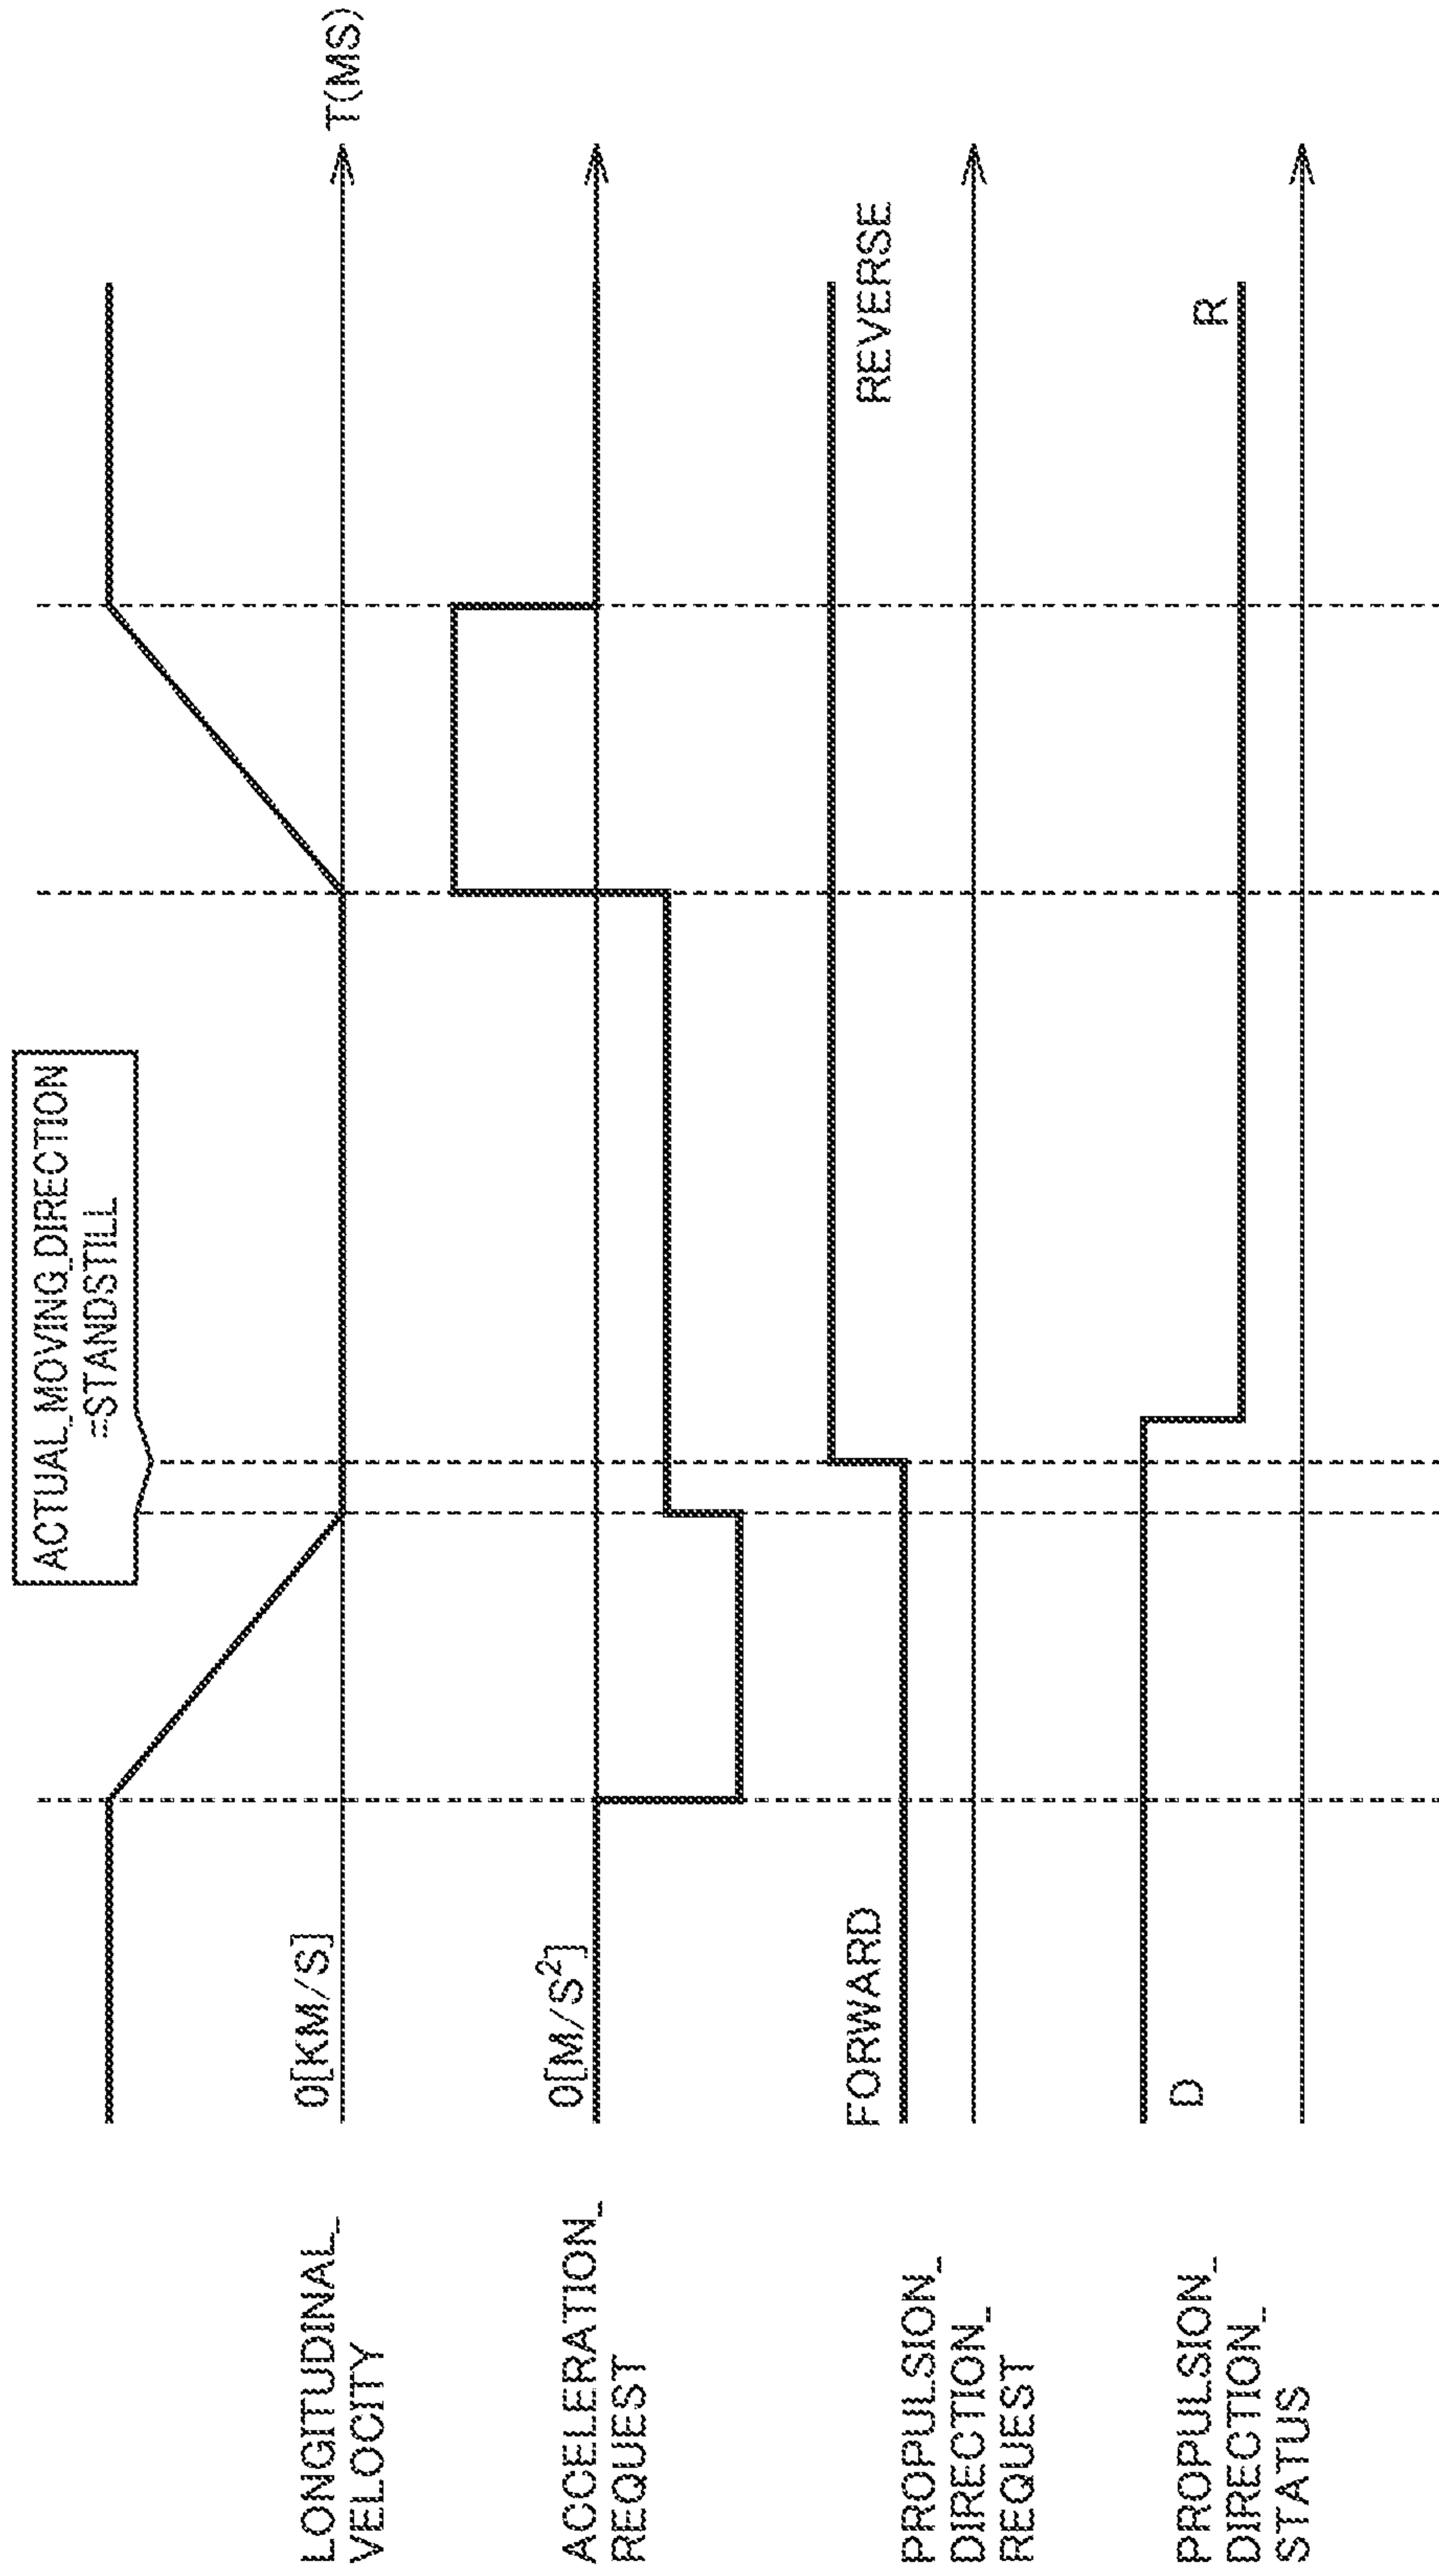 ACTUAL_MOVING_DIRECTION
=STANDSTILL
T(MS)
0[KM/S]
LONGITUDINAL_
VELOCITY
0[M/S²]
ACCELERATION_
REQUEST
FORWARD
REVERSE
PROPULSION_
DIRECTION_
REQUEST
D
R
PROPULSION_
DIRECTION_
STATUS